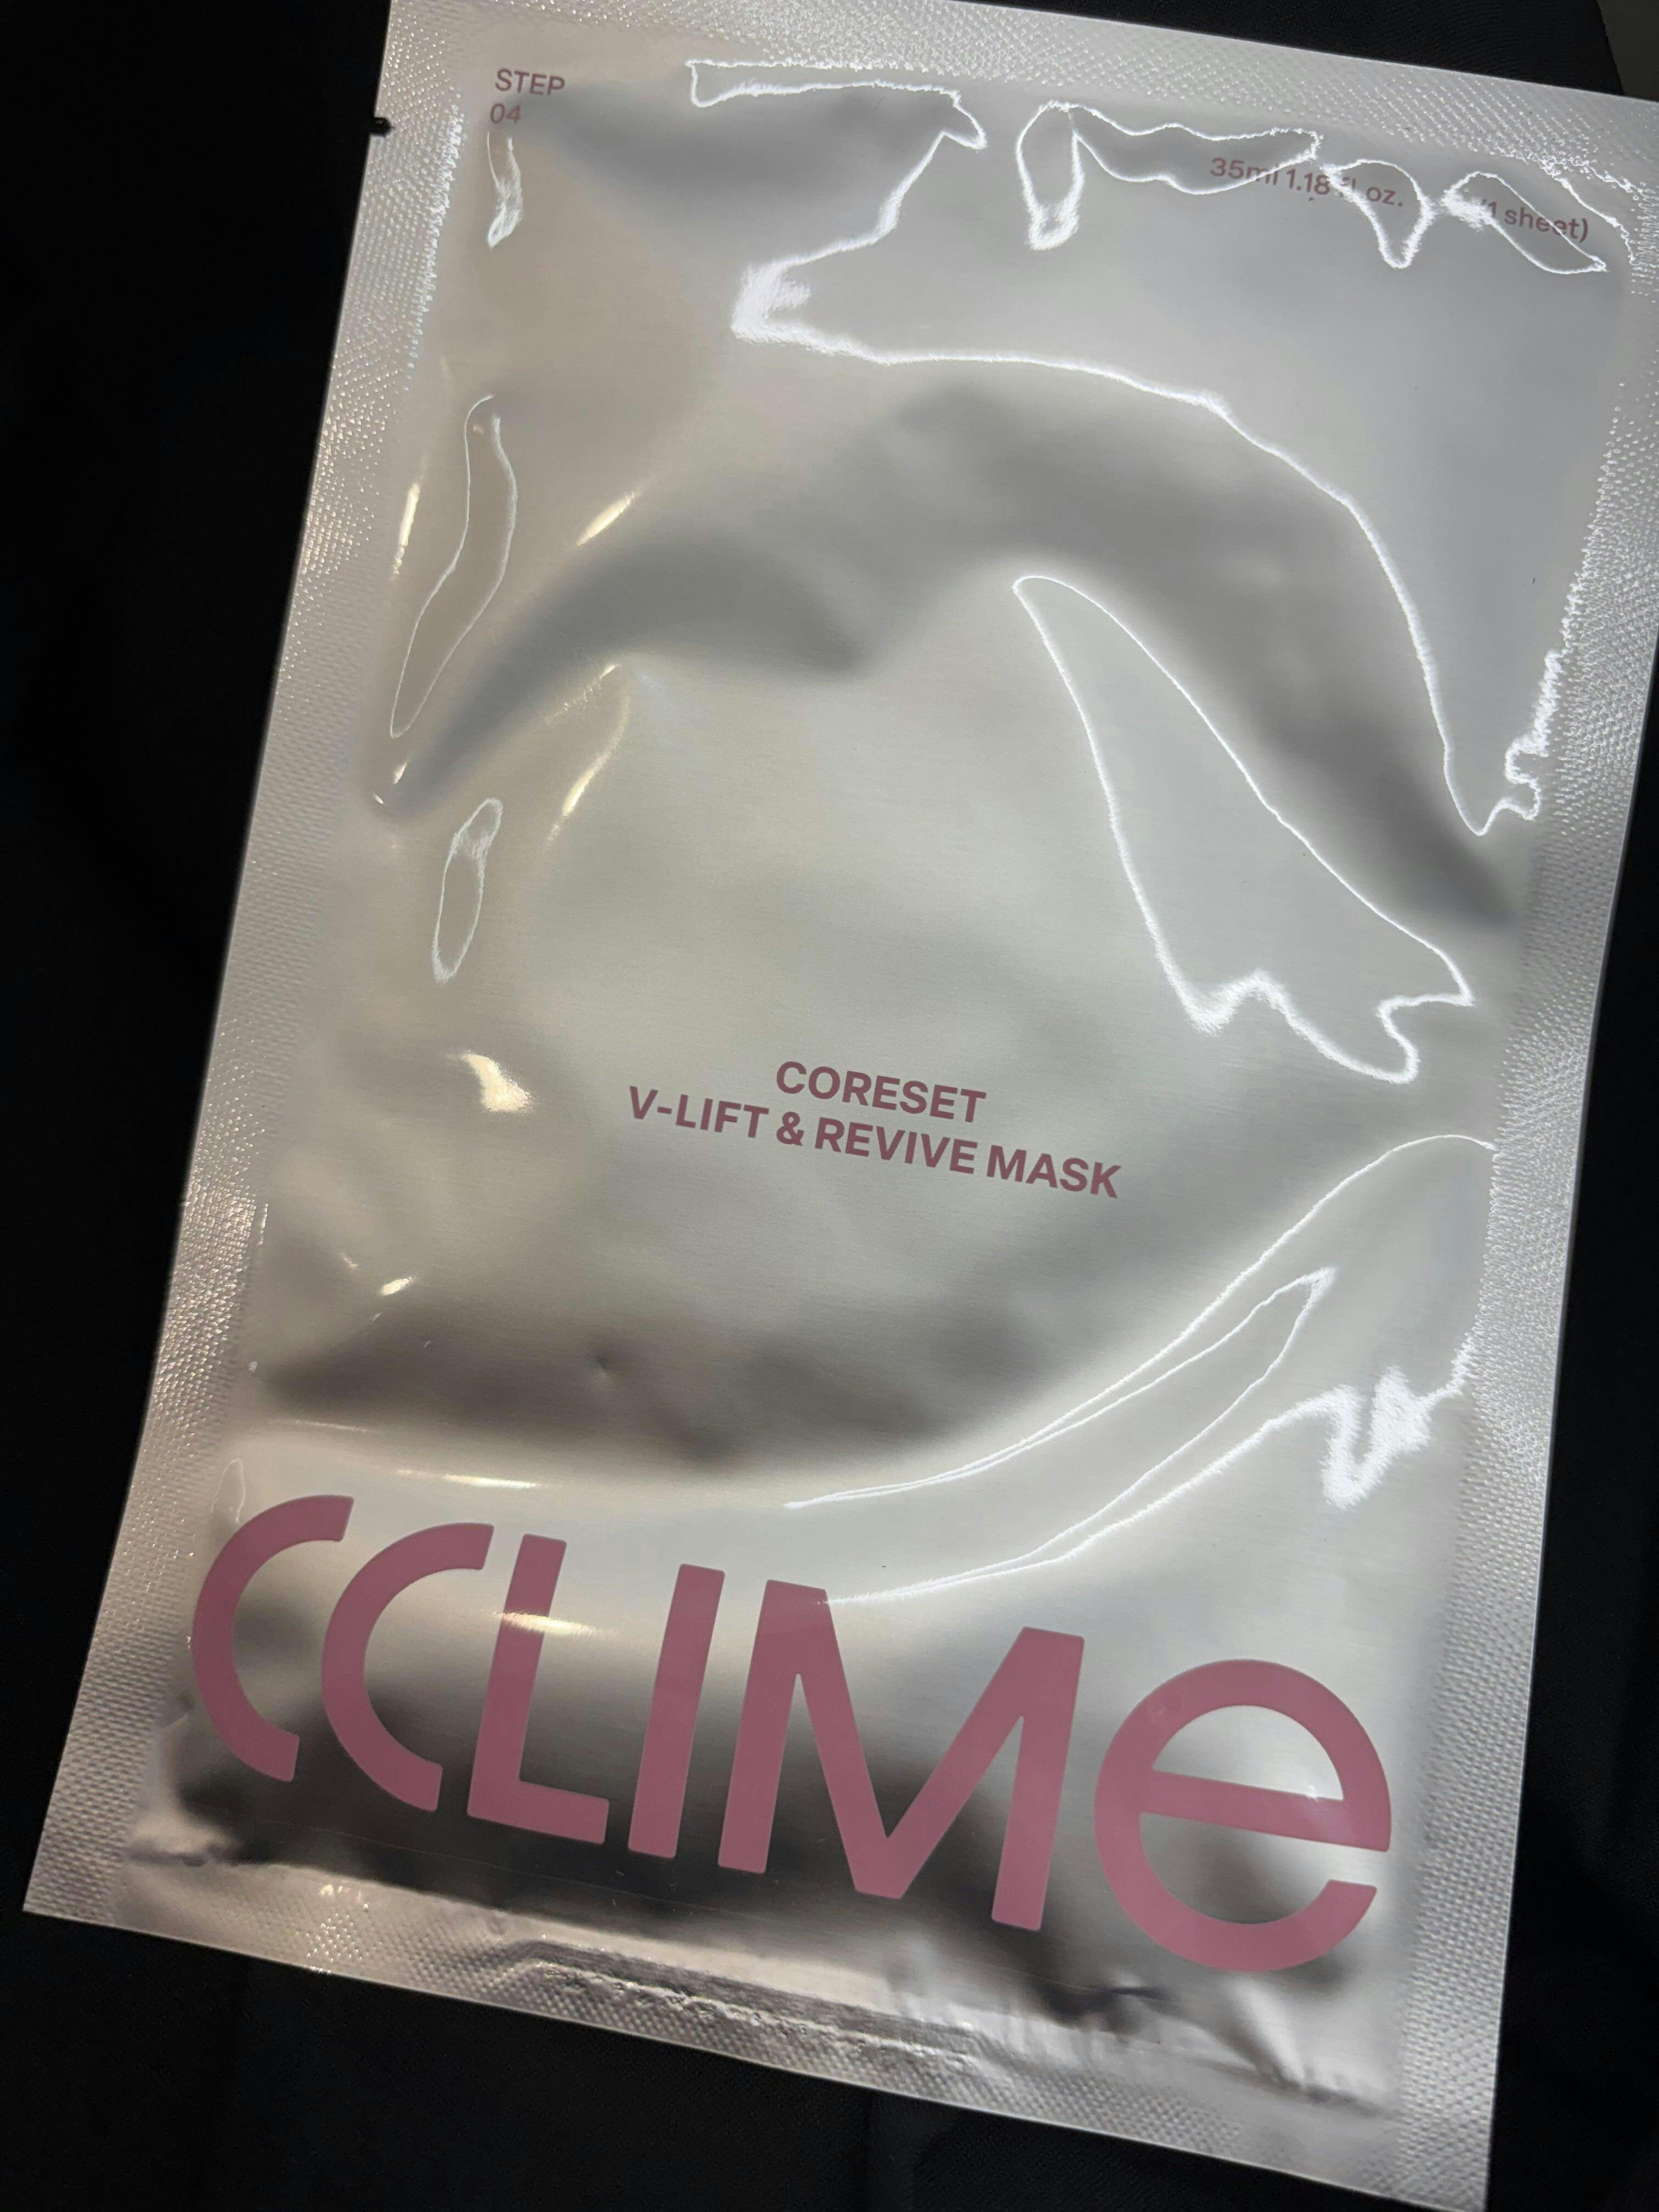 STEP
04
35ml 1.18 fl oz. (1 sheet)
CORESET
V-LIFT & REVIVE MASK
CCLIMe